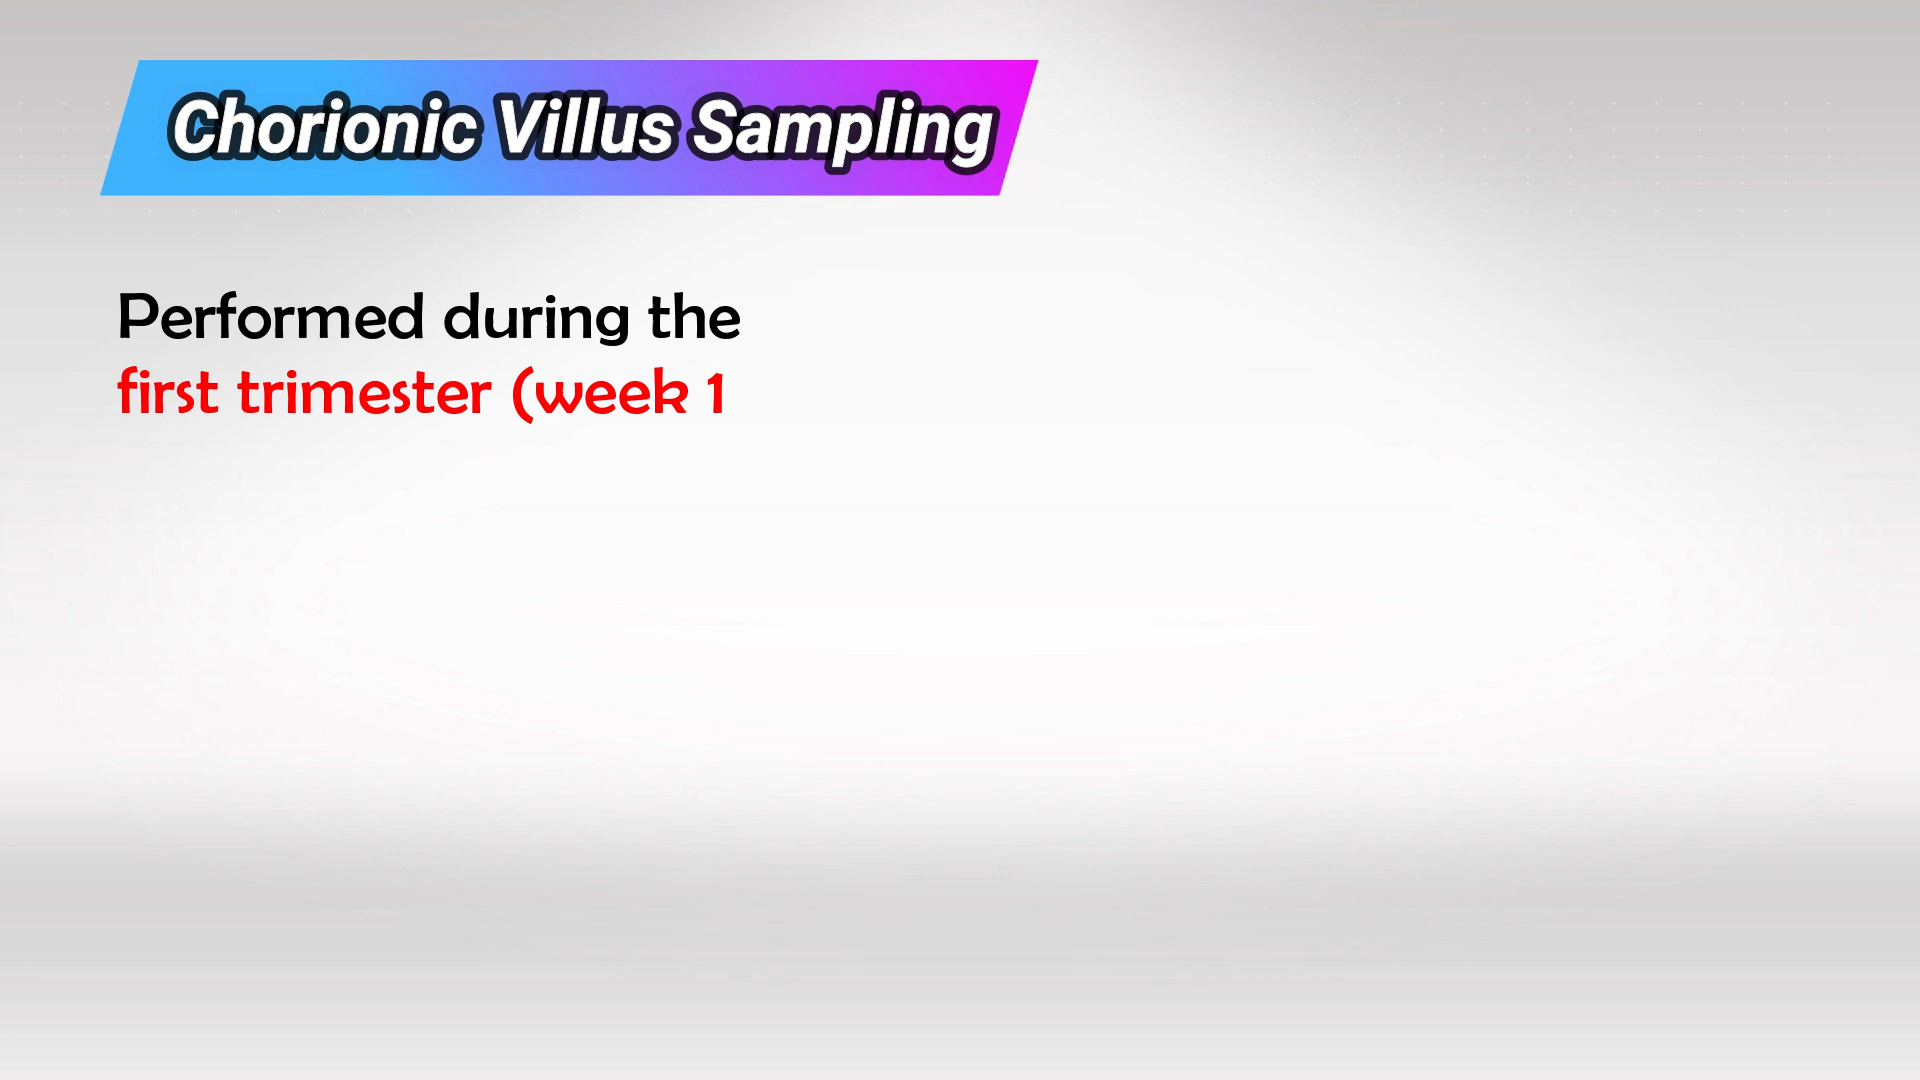 Chorionic Villus Sampling
Performed during the
first trimester (week 1